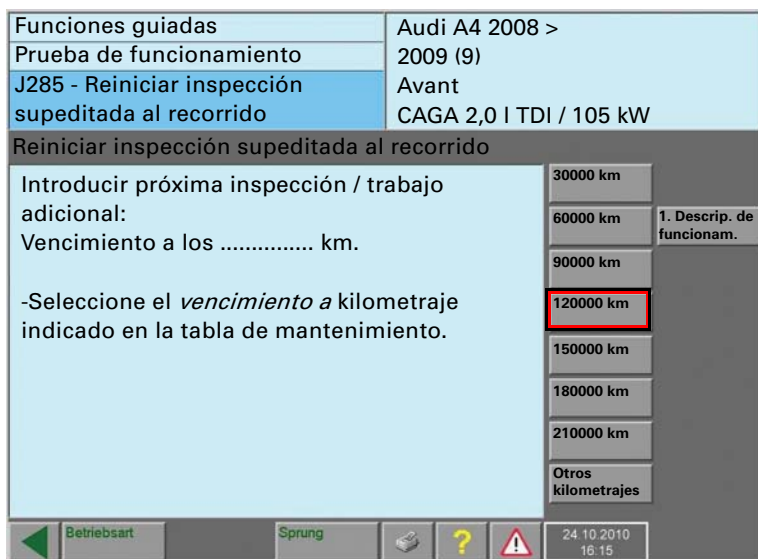 Funciones guiadas
Prueba de funcionamiento
J285 - Reiniciar inspección
supeditada al recorrido
Audi A4 2008 >
2009 (9)
Avant
CAGA 2,0 l TDI / 105 kW
Reiniciar inspección supeditada al recorrido
Introducir próxima inspección / trabajo
adicional:
Vencimiento a los ............... km.
-Seleccione el vencimiento a kilometraje
indicado en la tabla de mantenimiento.
30000 km
60000 km
90000 km
120000 km
150000 km
180000 km
210000 km
Otros
kilometrajes
1. Descrip. de
funcionam.
Betriebsart
Sprung
?
24.10.2010
16:15